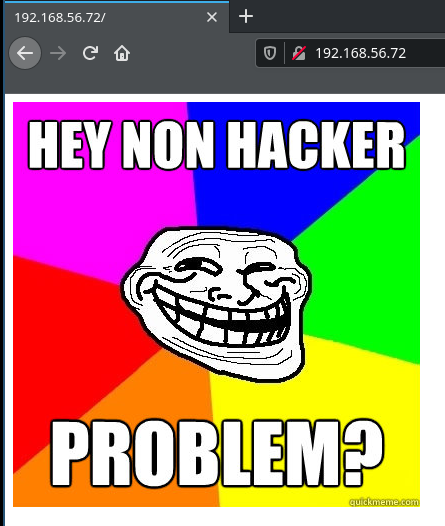 192.168.56.72/
192.168.56.72
HEY NON HACKER
PROBLEM?
quickmeme.com